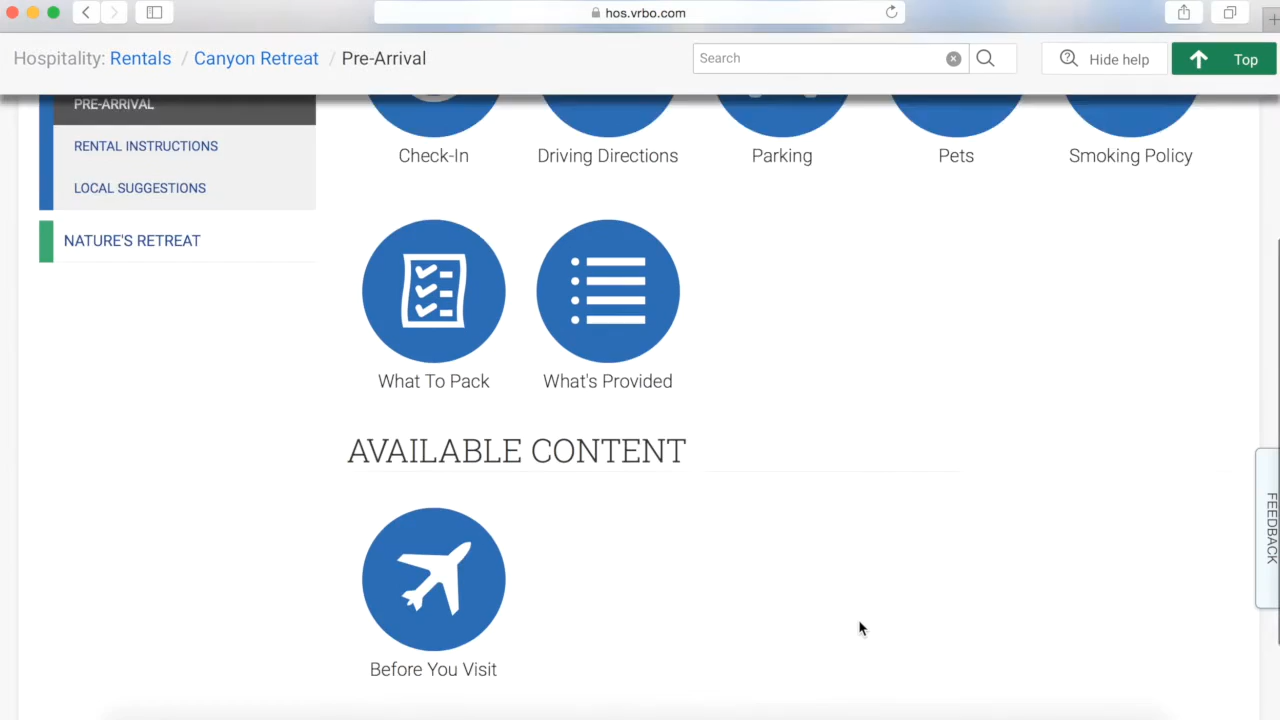 hos.vrbo.com
Hospitality: Rentals / Canyon Retreat / Pre-Arrival
Search
Hide help
Top
PRE-ARRIVAL
RENTAL INSTRUCTIONS
LOCAL SUGGESTIONS
NATURE'S RETREAT
Check-In
Driving Directions
Parking
Pets
Smoking Policy
What To Pack
What's Provided
AVAILABLE CONTENT
Before You Visit
FEEDBACK